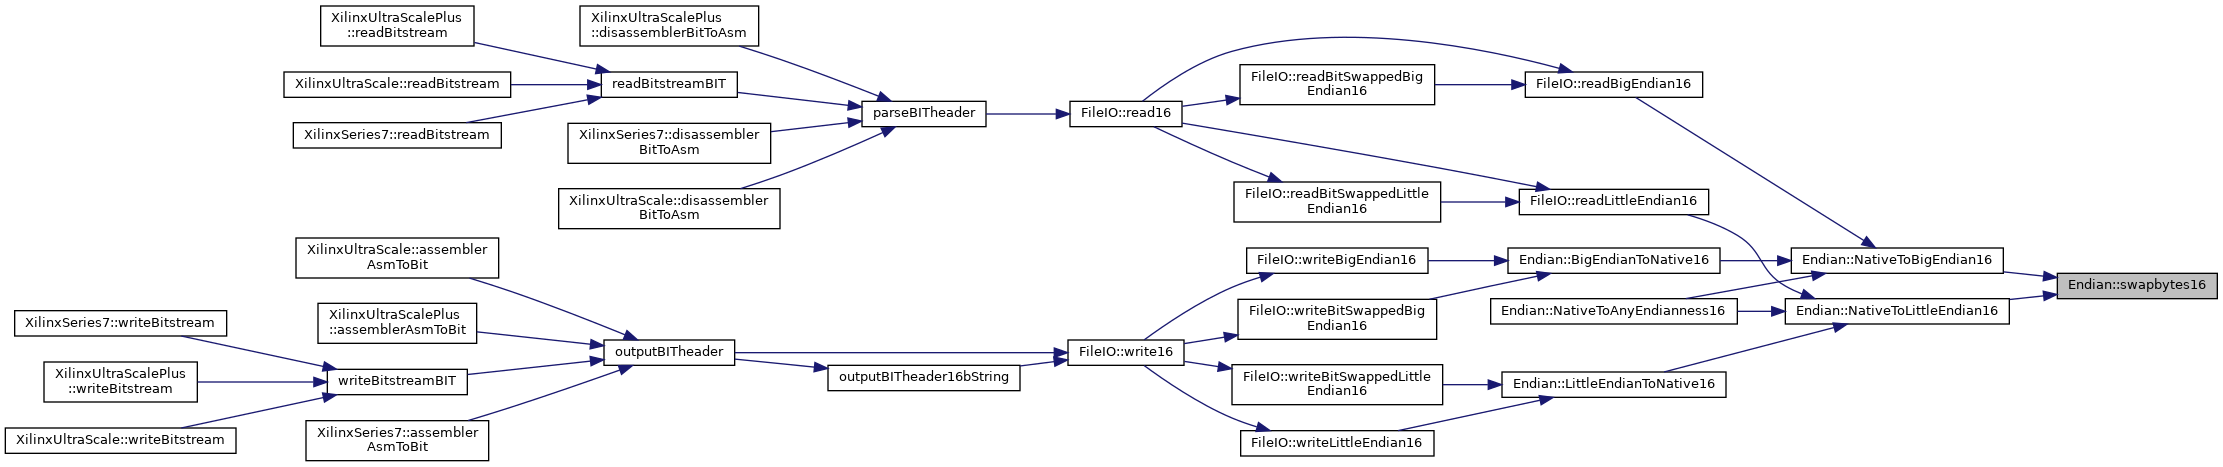 XilinxUltraScalePlus
::readBitstream
XilinxUltraScale::readBitstream
XilinxSeries7::readBitstream
XilinxUltraScalePlus
::disassemblerBitToAsm
readBitstreamBIT
XilinxSeries7::disassembler
BitToAsm
XilinxUltraScale::disassembler
BitToAsm
parseBITheader
FileIO::read16
FileIO::readBitSwappedBig
Endian16
FileIO::readBitSwappedLittle
Endian16
FileIO::readBigEndian16
FileIO::readLittleEndian16
XilinxSeries7::writeBitstream
XilinxUltraScalePlus
::writeBitstream
XilinxUltraScale::writeBitstream
XilinxUltraScale::assembler
AsmToBit
XilinxUltraScalePlus
::assemblerAsmToBit
writeBitstreamBIT
XilinxSeries7::assembler
AsmToBit
outputBITheader
outputBITheader16bString
FileIO::write16
FileIO::writeBigEndian16
FileIO::writeBitSwappedBig
Endian16
FileIO::writeBitSwappedLittle
Endian16
FileIO::writeLittleEndian16
Endian::BigEndianToNative16
Endian::NativeToAnyEndianness16
Endian::LittleEndianToNative16
Endian::NativeToBigEndian16
Endian::NativeToLittleEndian16
Endian::swapbytes16